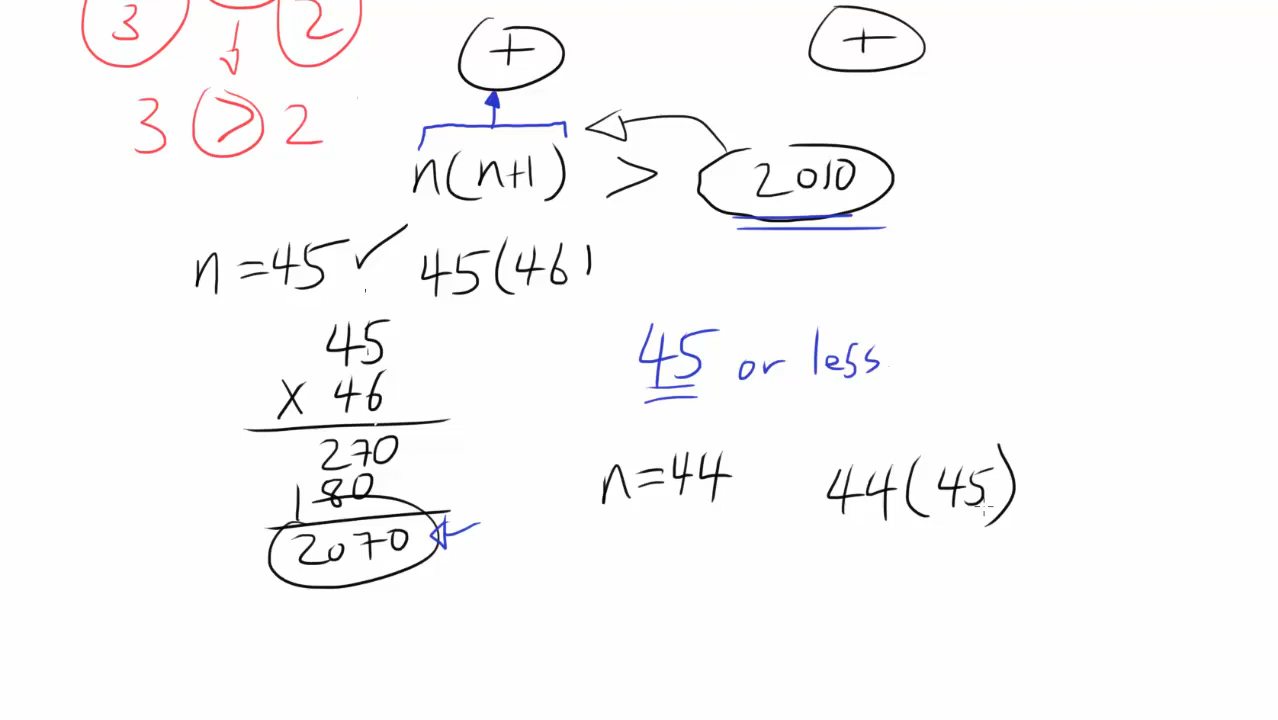 3 2
+ +
3 > 2
n(n+1) > 2010
n=45 ✓ 45(46)
45
x 46
270
180
2070
45 or less
n=44 44(45)